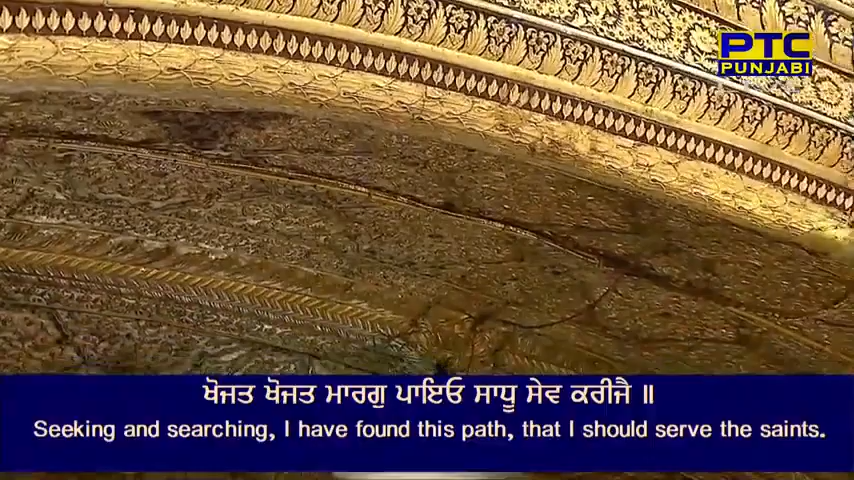 PTC
PUNJABI
ਖੋਜਤ ਖੋਜਤ ਮਾਰਗੁ ਪਾਇਓ ਸਾਧੂ ਸੇਵ ਕਰੀਜੈ ॥
Seeking and searching, I have found this path, that I should serve the saints.